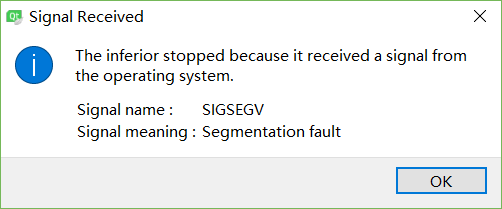 Signal Received
The inferior stopped because it received a signal from
the operating system.
Signal name : SIGSEGV
Signal meaning : Segmentation fault
OK